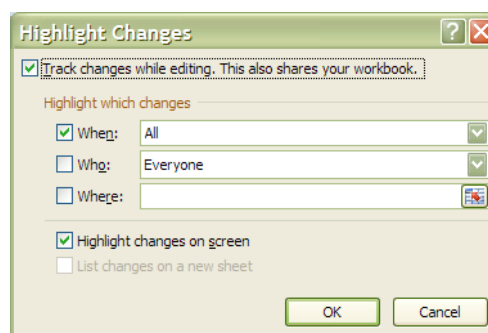 Highlight Changes
Track changes while editing. This also shares your workbook.
Highlight which changes
When: All
Who: Everyone
Where:
Highlight changes on screen
List changes on a new sheet
OK Cancel